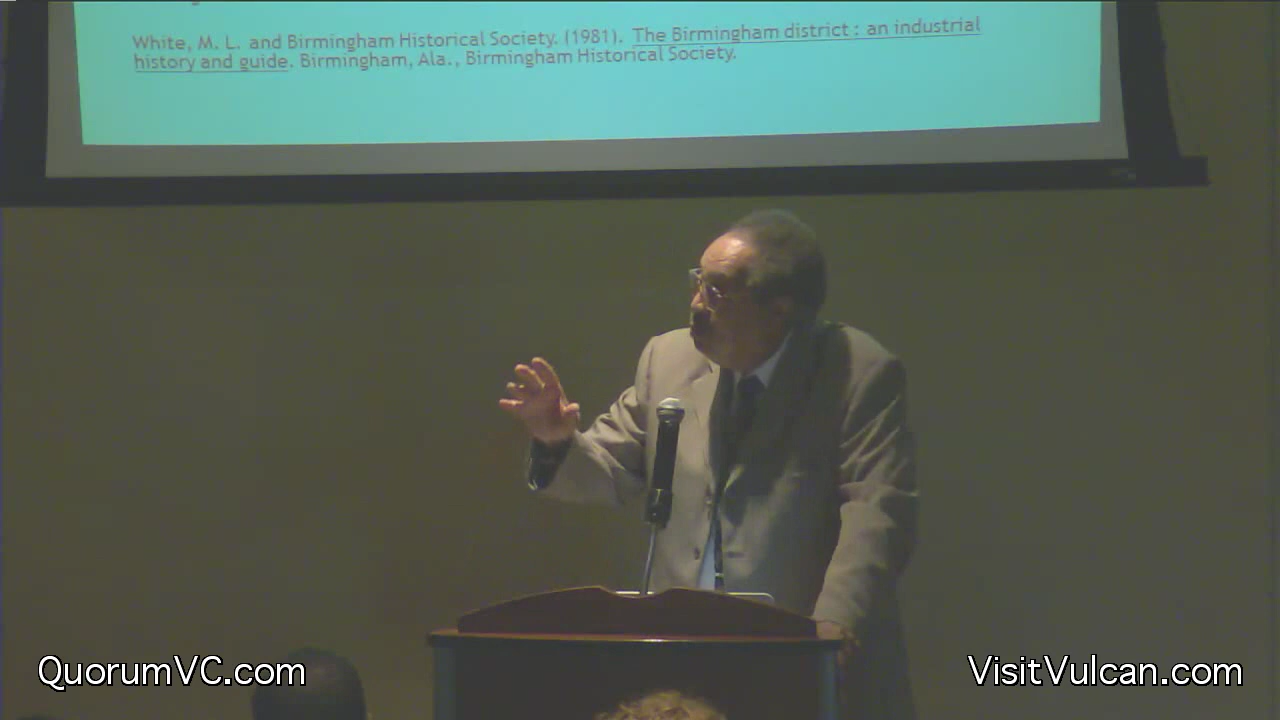 White, M. L. and Birmingham Historical Society. (1981). The Birmingham district : an industrial
history and guide. Birmingham, Ala., Birmingham Historical Society.
QuorumVC.com
VisitVulcan.com